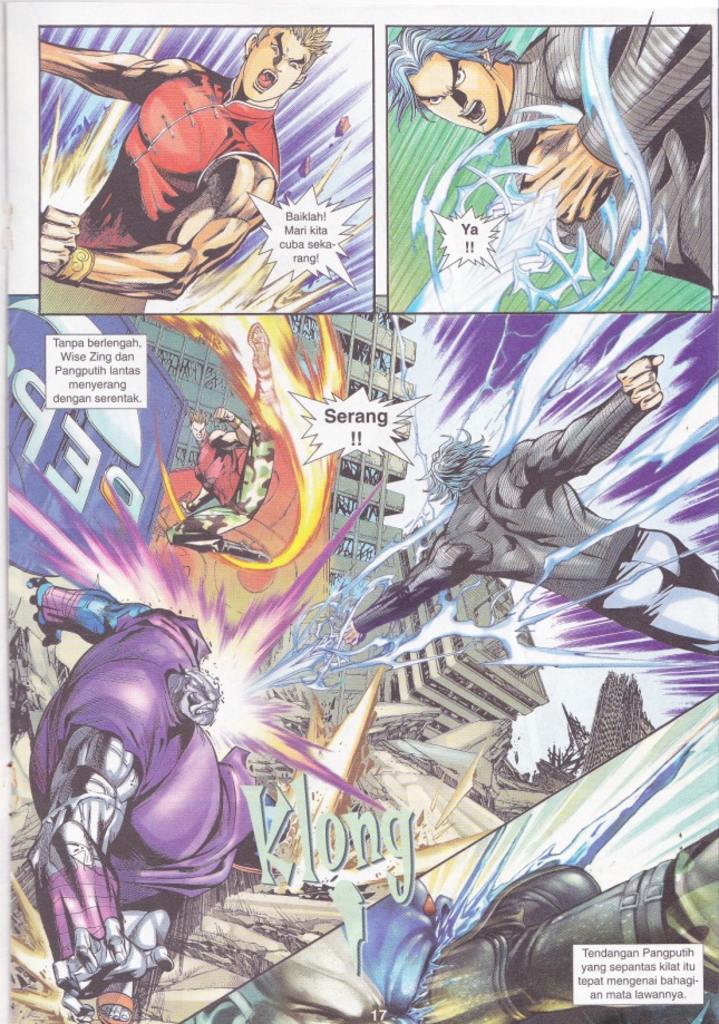 Baiklah!
Mari kita
cuba seka-
rang!
Ya
!!
Tanpa berlengah,
Wise Zing dan
Pangputih lantas
menyerang
dengan serentak.
Serang
!!
Klong
!
Tendangan Pangputih
yang sepantas kilat itu
tepat mengenai bahagi-
an mata lawannya.
17